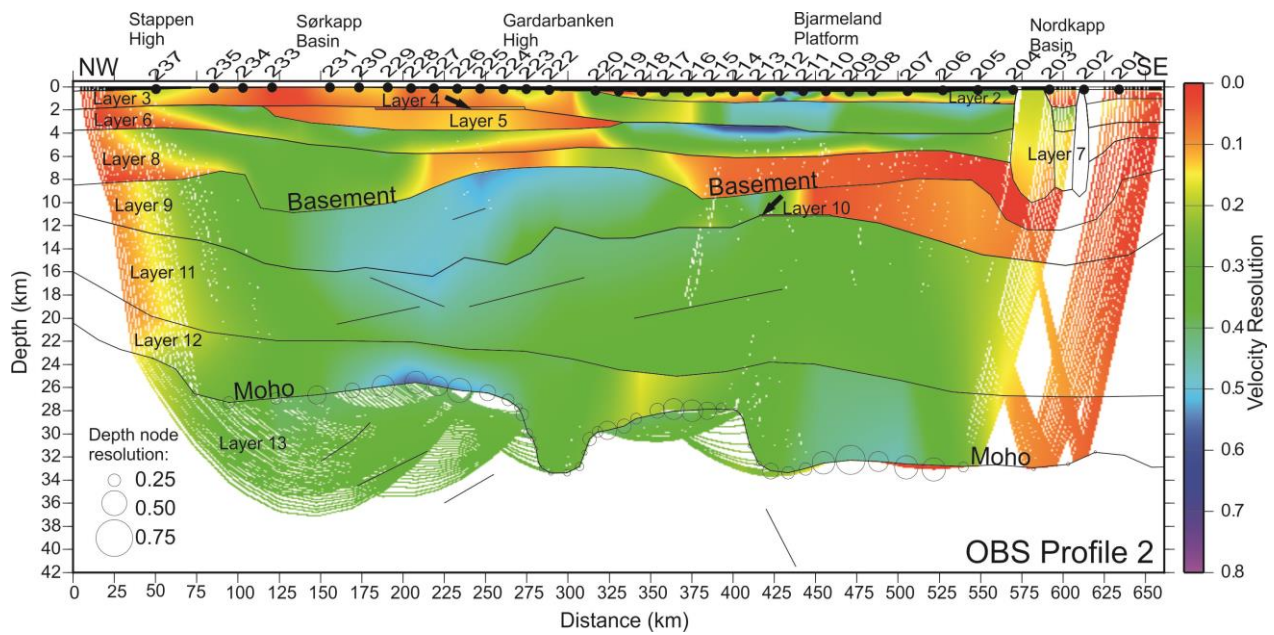 Stappen
High
Sørkapp
Basin
Gardarbanken
High
Bjarmeland
Platform
Nordkapp
Basin
237 235 234 233 231 230 229 228 227 226 225 224 223 222 220 219 218 217 216 215 214 213 212 211 210 209 208 207 206 205 204 203 202 201
NW SE
Layer 3
Layer 4
Layer 2
Layer 6
Layer 5
Layer 7
Layer 8
Basement
Basement
Layer 9
Layer 10
Layer 11
Layer 12
Moho
Layer 13
Moho
Depth node
resolution:
0.25
0.50
0.75
OBS Profile 2
Depth (km)
0
2
4
6
8
10
12
14
16
18
20
22
24
26
28
30
32
34
36
38
40
42
0 25 50 75 100 125 150 175 200 225 250 275 300 325 350 375 400 425 450 475 500 525 550 575 600 625 650
Distance (km)
0.0
0.1
0.2
0.3
0.4
0.5
0.6
0.7
0.8
Velocity Resolution